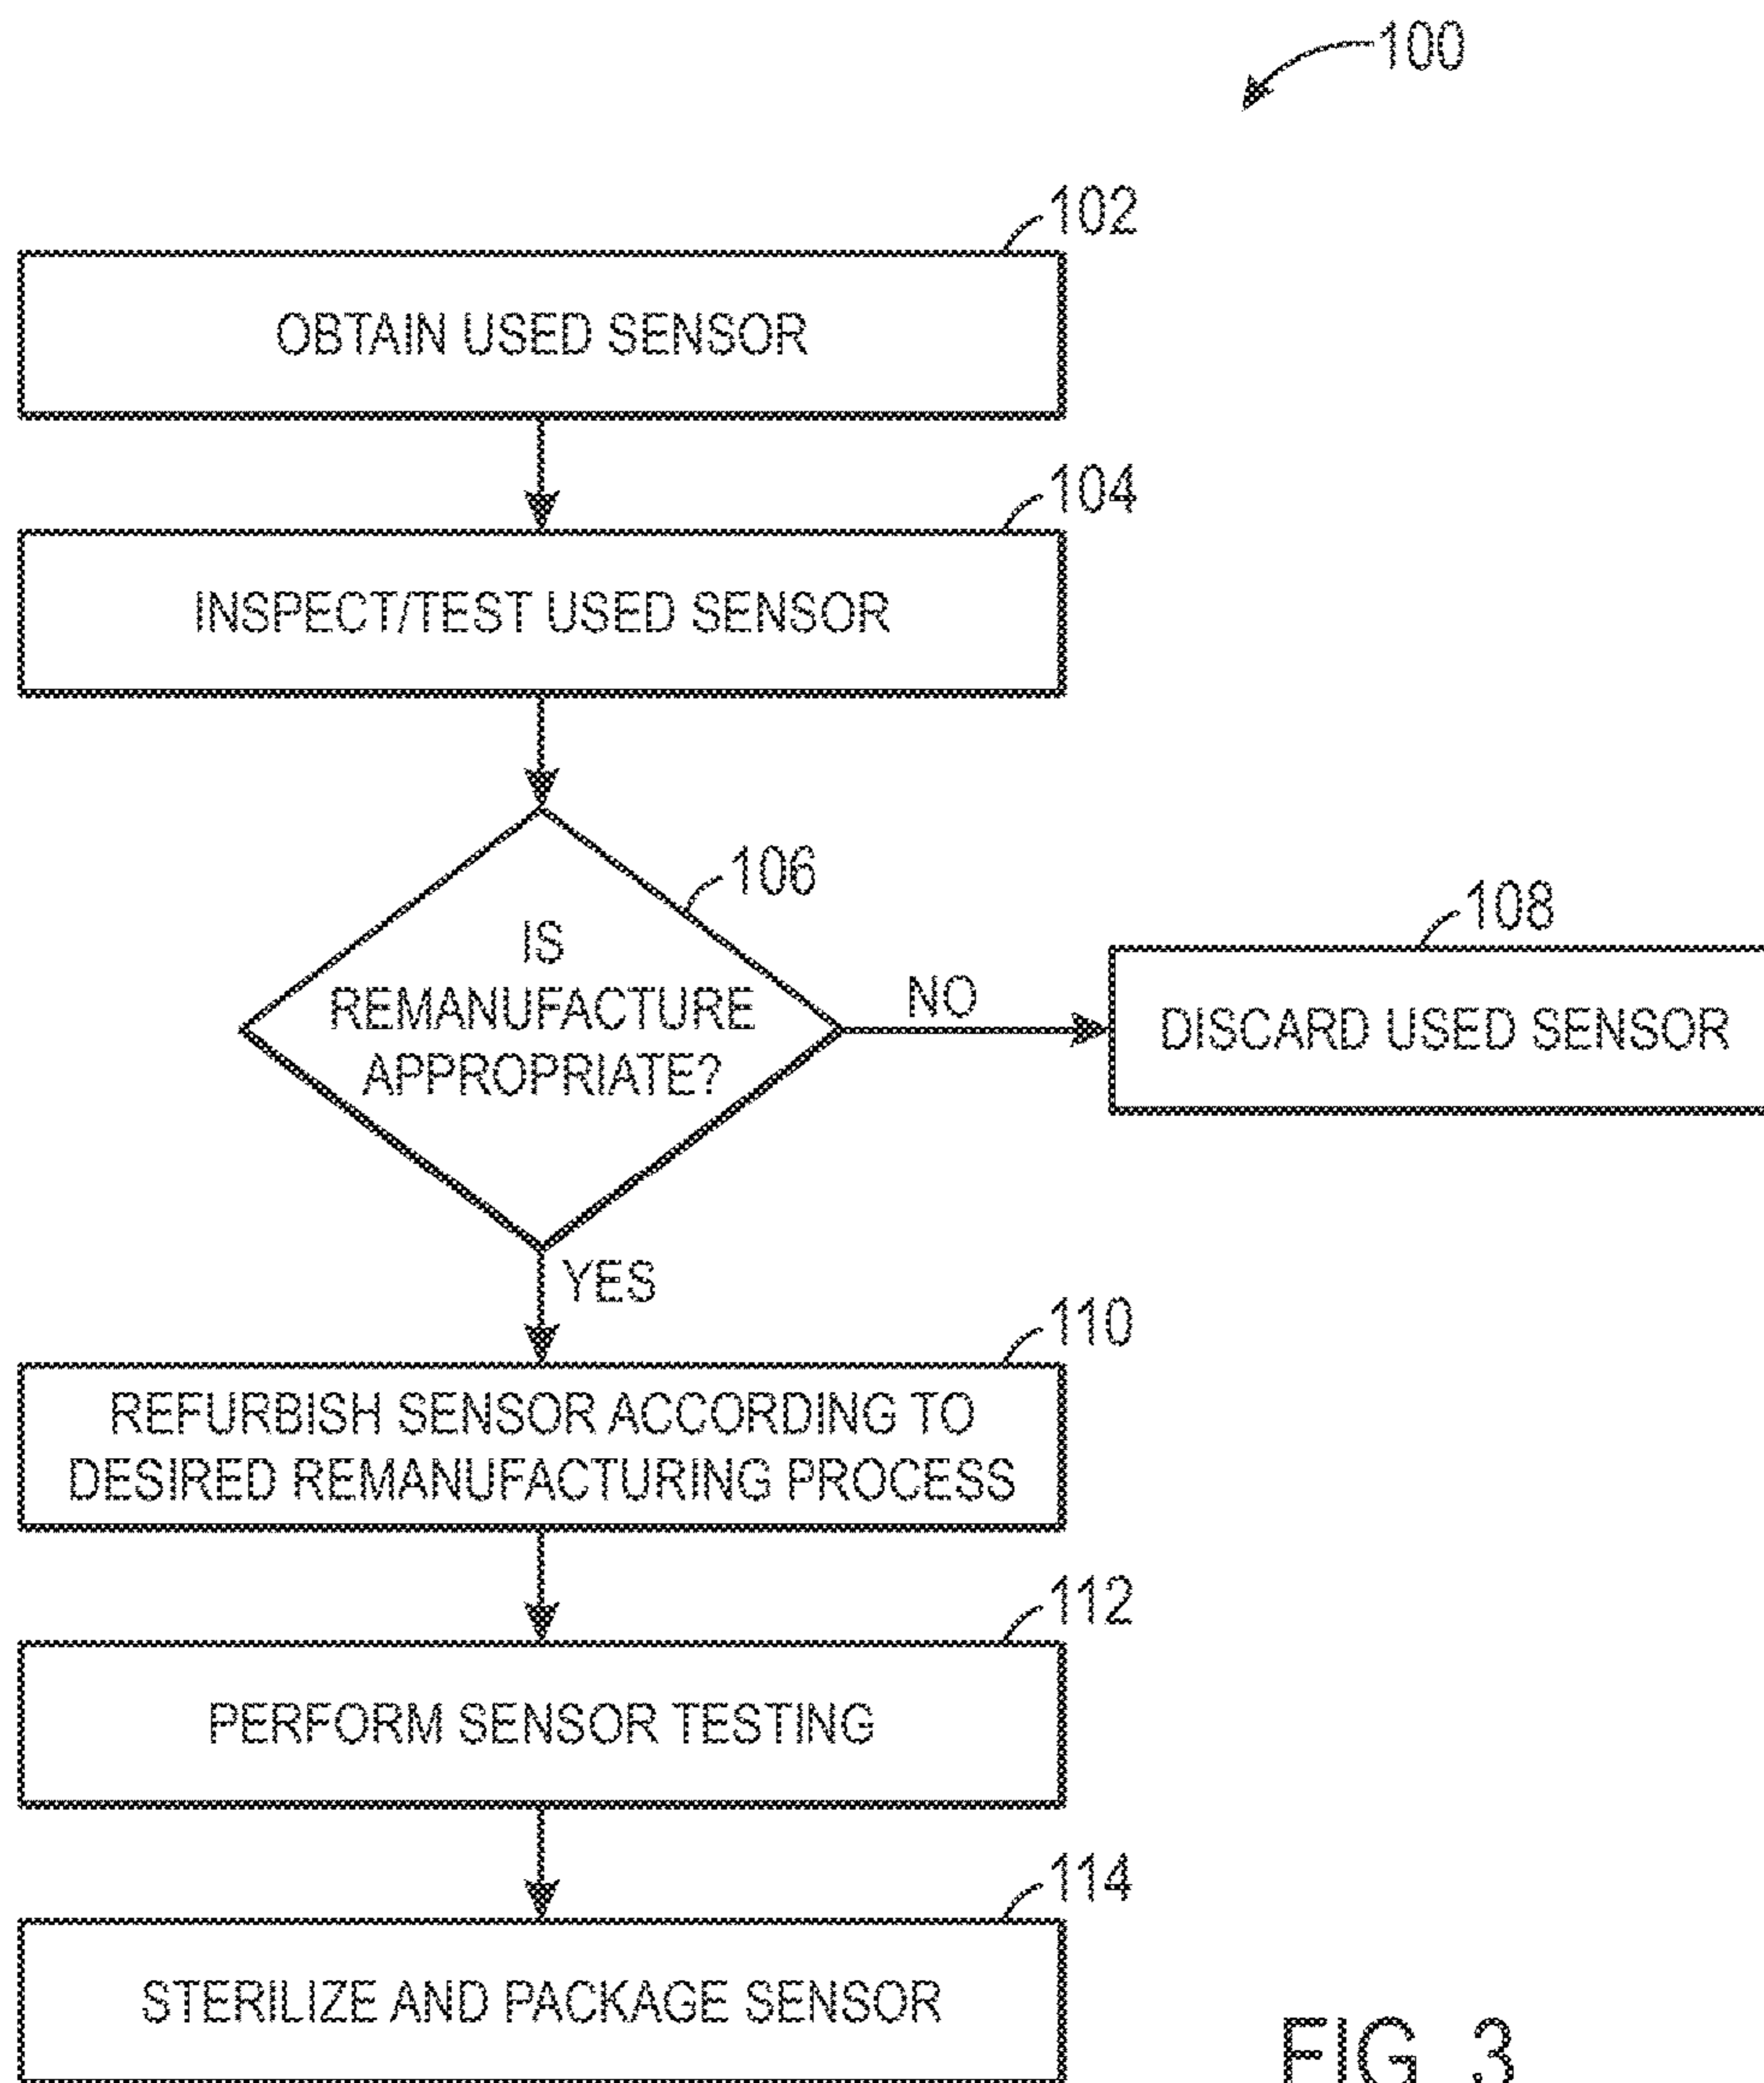 100
102
OBTAIN USED SENSOR
104
INSPECT/TEST USED SENSOR
106
IS
REMANUFACTURE
APPROPRIATE?
NO
108
DISCARD USED SENSOR
YES
110
REFURBISH SENSOR ACCORDING TO
DESIRED REMANUFACTURING PROCESS
112
PERFORM SENSOR TESTING
114
STERILIZE AND PACKAGE SENSOR
FIG. 3